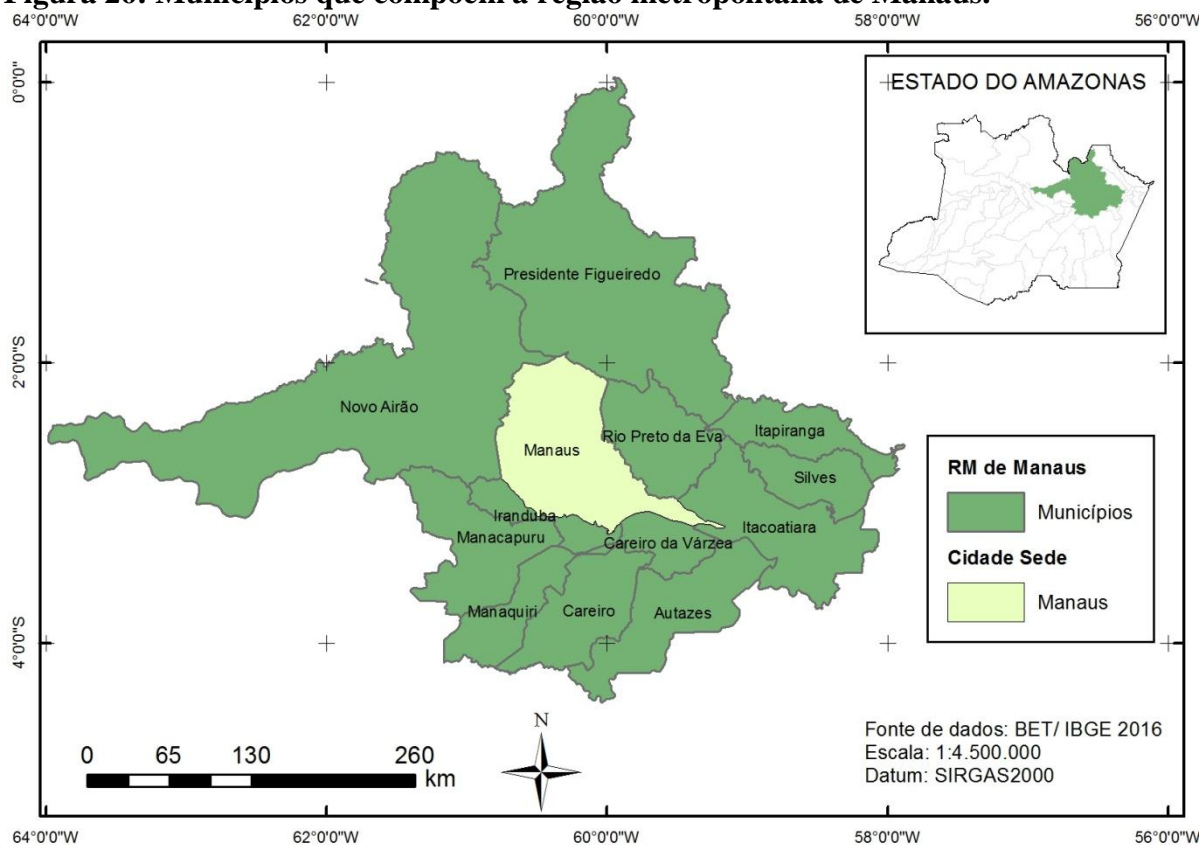 Figura 20. Municípios que compõem a região metropolitana de Manaus.
64°0'0"W 62°0'0"W 60°0'0"W 58°0'0"W 56°0'0"W
0°0'0"
2°0'0"S
4°0'0"S
ESTADO DO AMAZONAS
Presidente Figueiredo
Novo Airão
Manaus
Rio Preto da Eva
Itapiranga
Silves
Iranduba
Manacapuru
Careiro da Várzea
Itacoatiara
Manaquiri
Careiro
Autazes
RM de Manaus
Municípios
Cidade Sede
Manaus
N
0 65 130 260
km
Fonte de dados: BET/ IBGE 2016
Escala: 1:4.500.000
Datum: SIRGAS2000
64°0'0"W 62°0'0"W 60°0'0"W 58°0'0"W 56°0'0"W